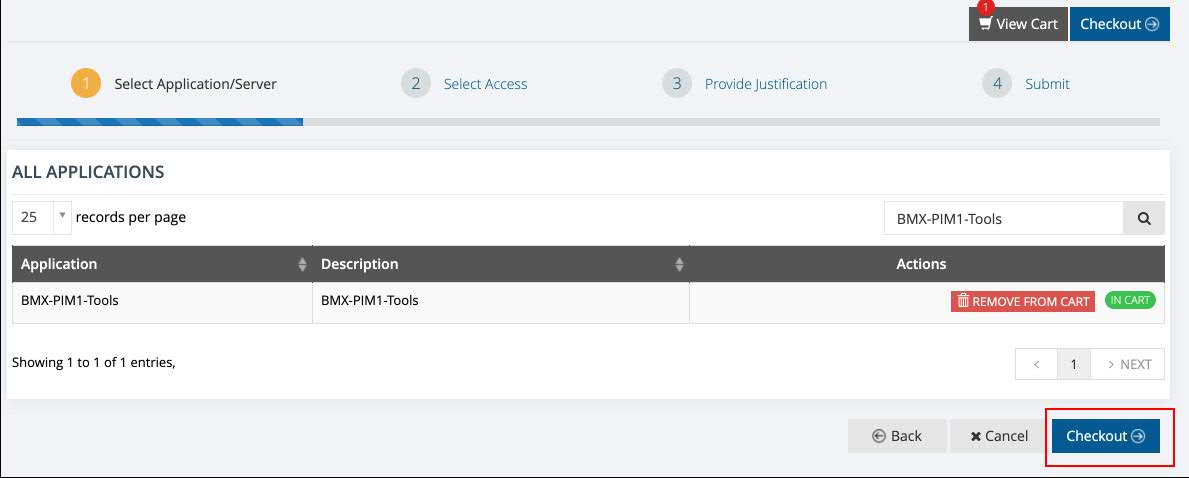 1
View Cart Checkout
1 Select Application/Server 2 Select Access 3 Provide Justification 4 Submit
ALL APPLICATIONS
25 records per page BMX-PIM1-Tools
Application Description Actions
BMX-PIM1-Tools BMX-PIM1-Tools REMOVE FROM CART IN CART
Showing 1 to 1 of 1 entries,
< 1 > NEXT
Back Cancel Checkout